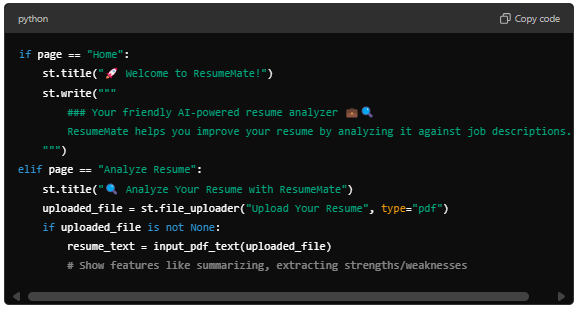 python
Copy code
if page == "Home":
    st.title("🚀 Welcome to ResumeMate!")
    st.write("""
        ### Your friendly AI-powered resume analyzer 💼🔍
        ResumeMate helps you improve your resume by analyzing it against job descriptions.
    """)
elif page == "Analyze Resume":
    st.title("🔍 Analyze Your Resume with ResumeMate")
    uploaded_file = st.file_uploader("Upload Your Resume", type="pdf")
    if uploaded_file is not None:
        resume_text = input_pdf_text(uploaded_file)
        # Show features like summarizing, extracting strengths/weaknesses